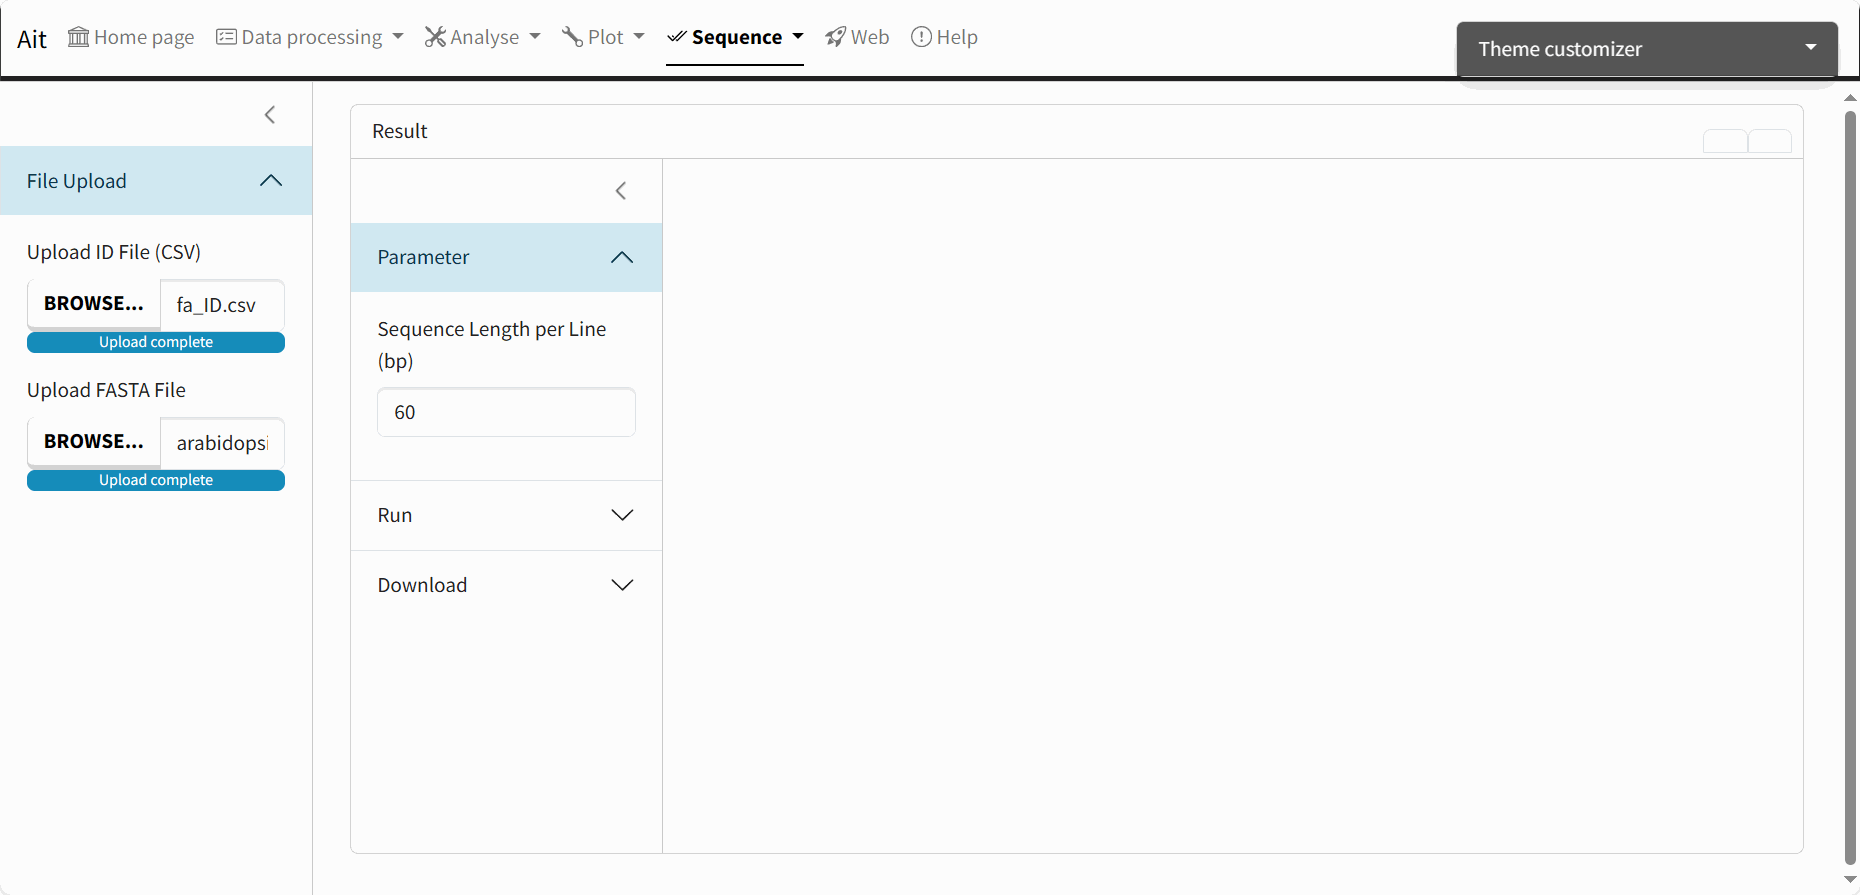 Ait
Home page
Data processing
Analyse
Plot
Sequence
Web
Help
Theme customizer
File Upload
Upload ID File (CSV)
BROWSE... fa_ID.csv
Upload complete
Upload FASTA File
BROWSE... arabidopsi
Upload complete
Result
Parameter
Sequence Length per Line
(bp)
60
Run
Download